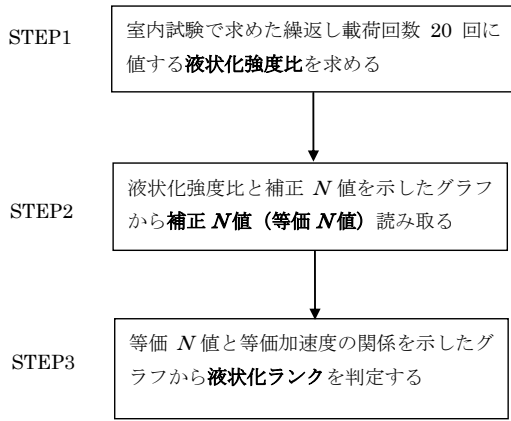 STEP1
室内試験で求めた繰返し載荷回数 20 回に
値する液状化強度比を求める
STEP2
液状化強度比と補正 N 値を示したグラフ
から補正 N値（等価 N値）読み取る
STEP3
等価 N 値と等価加速度の関係を示したグ
ラフから液状化ランクを判定する